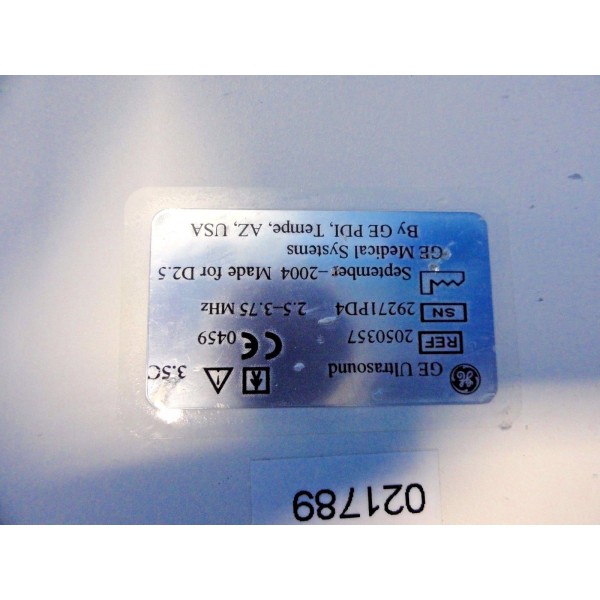 021789
GE Ultrasound 3.5C
REF 2050357 CE 0459
SN 29271PD4 2.5-3.75 MHz
September-2004 Made for D2.5
GE Medical Systems
By GE PDI, Tempe, AZ, USA